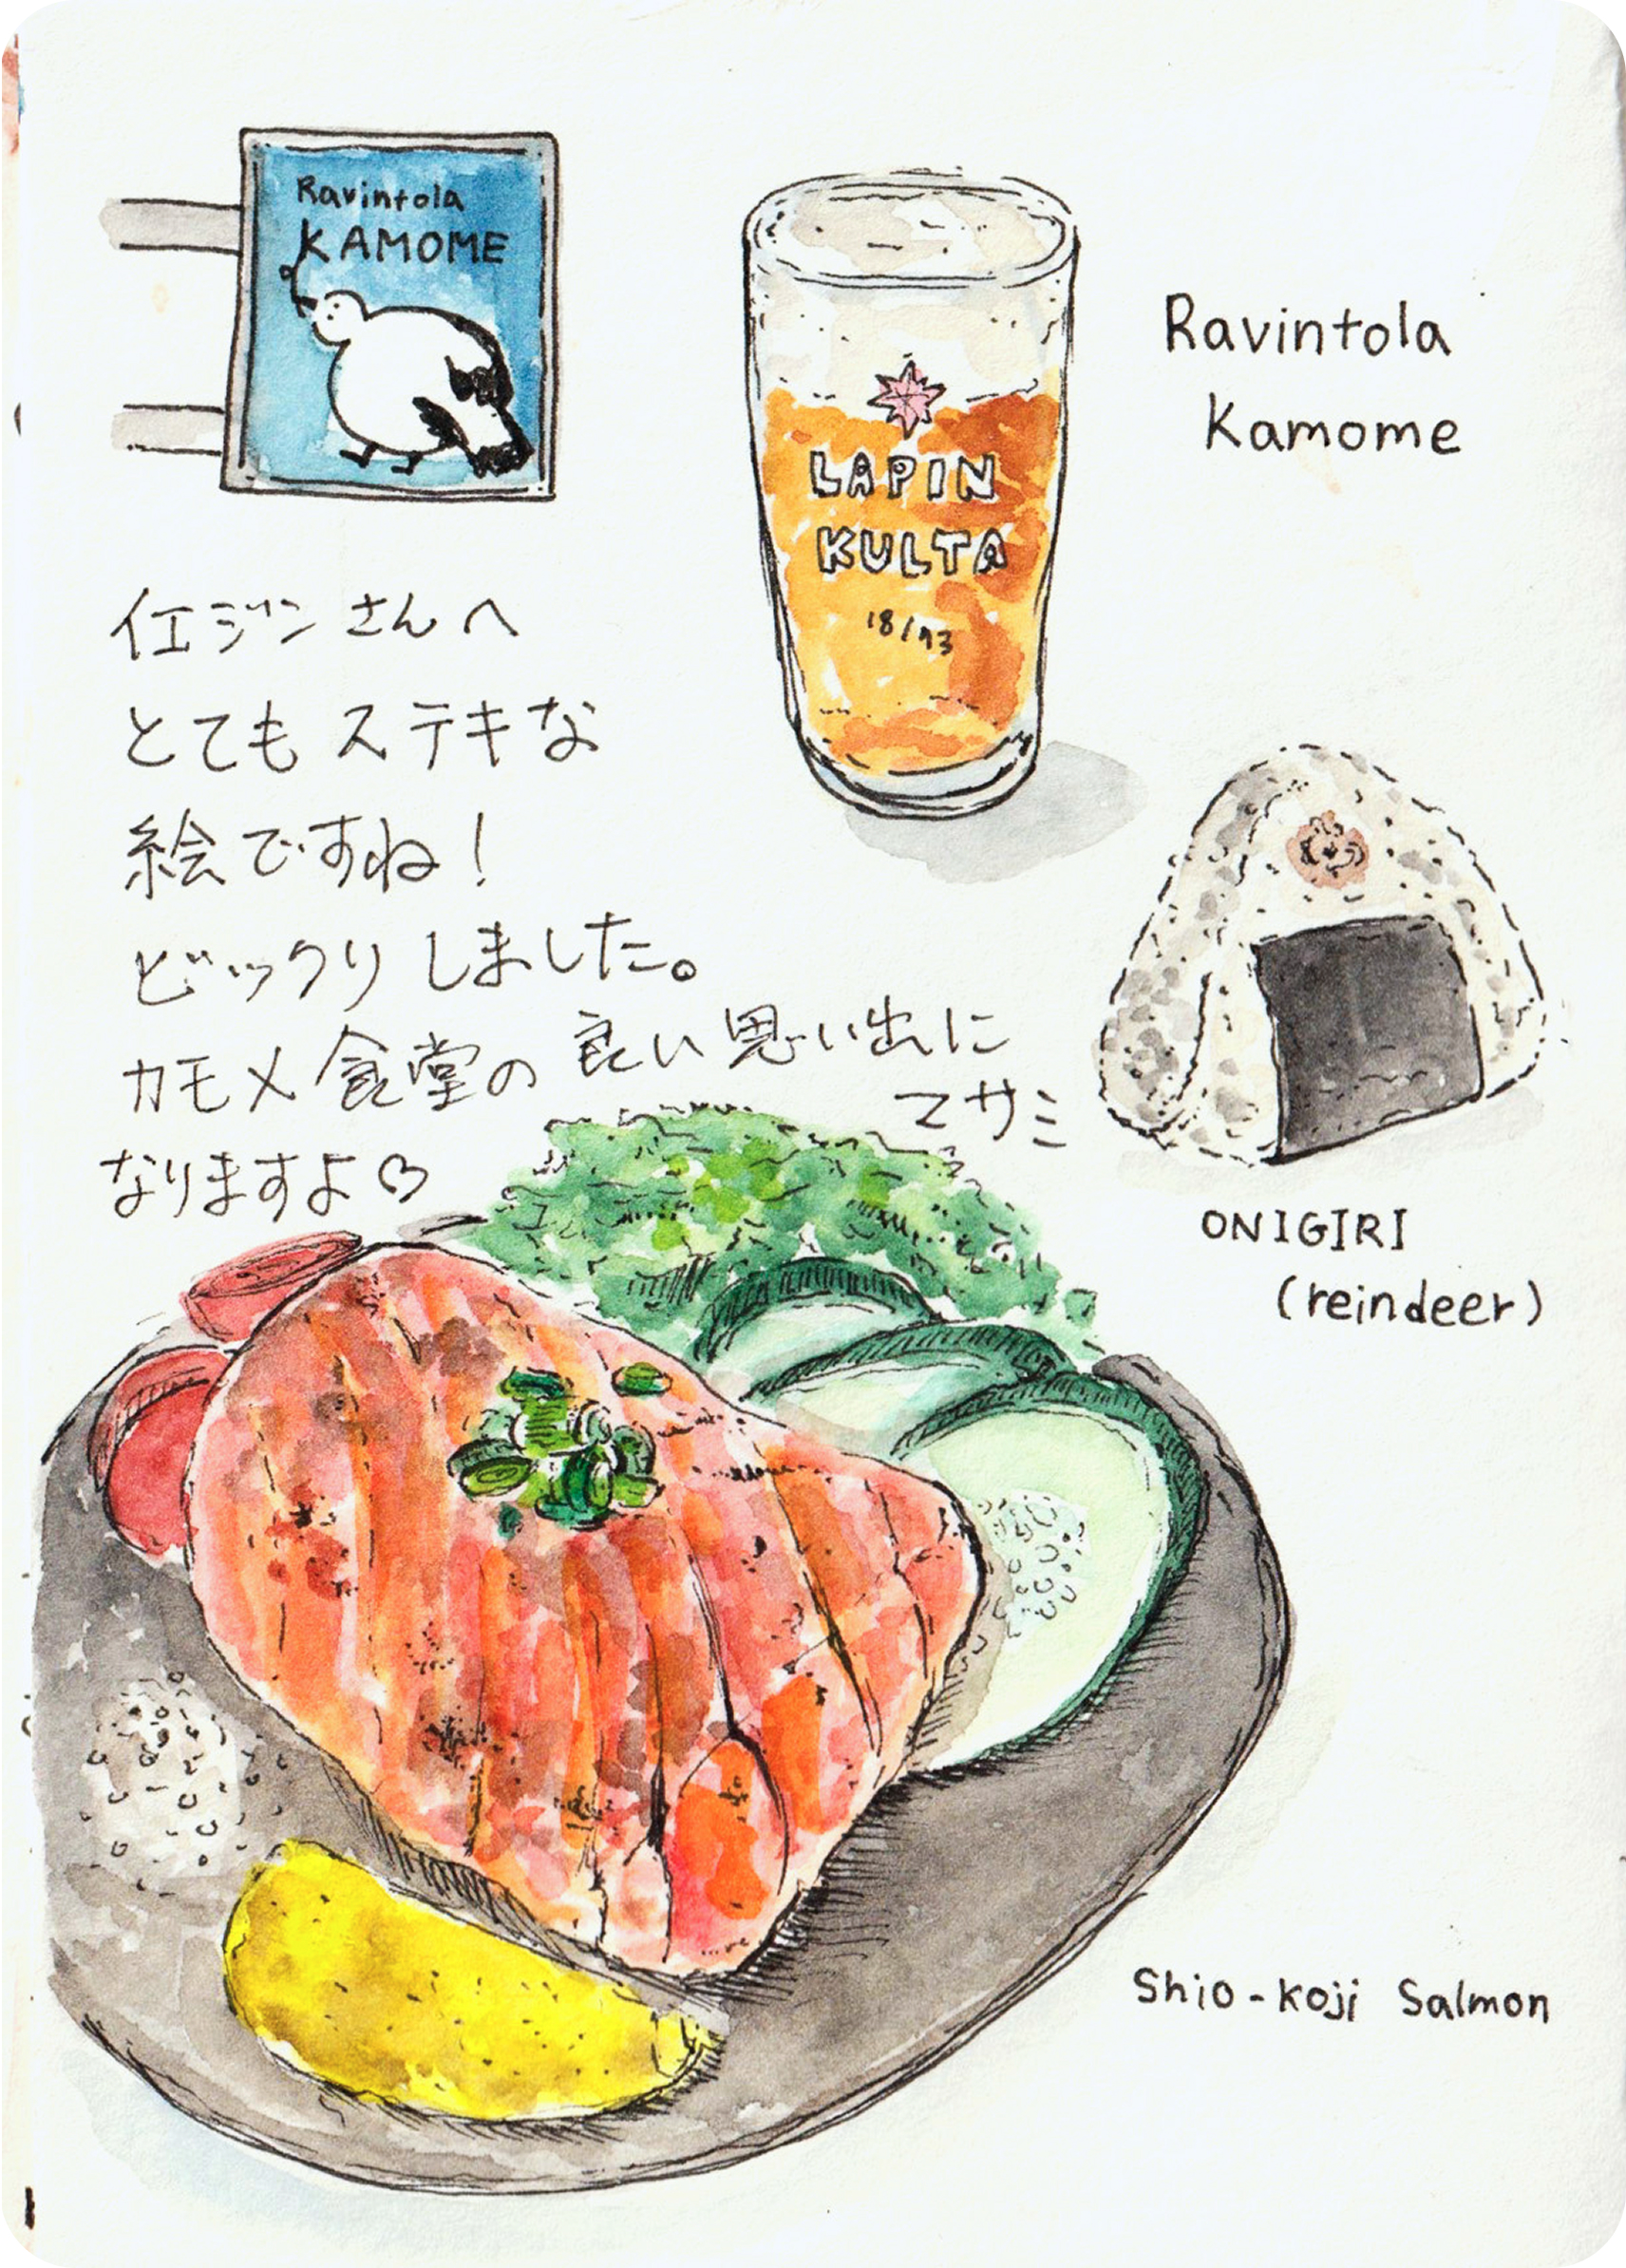 Ravintola
KAMOME
LAPIN
KULTA
Ravintola
Kamome
イエジンさんへ
とてもステキな
絵ですね！
ビックリしました。
カモメ食堂の良い思い出に
なりますよ♡
マサミ
ONIGIRI
(reindeer)
Shio-koji Salmon